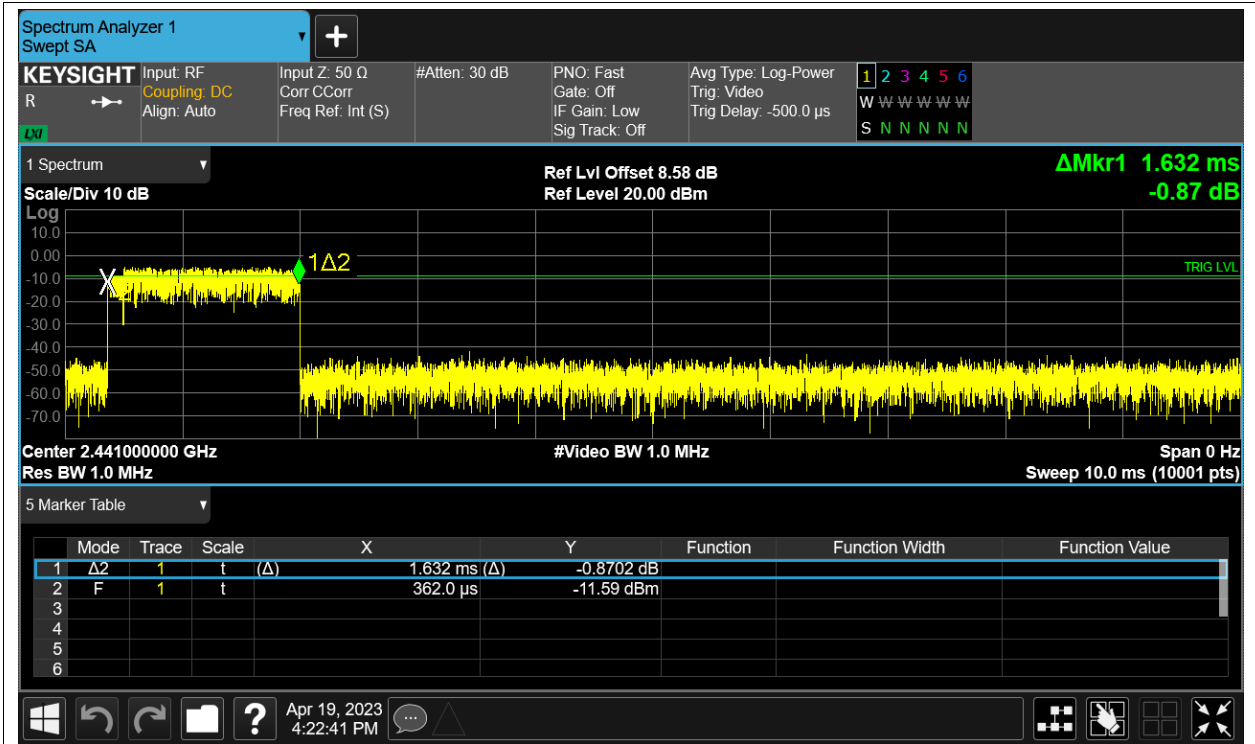 Spectrum Analyzer 1
Swept SA
KEYSIGHT Input: RF Input Z: 50 Ω #Atten: 30 dB PNO: Fast Avg Type: Log-Power 1 2 3 4 5 6
R Coupling: DC Corr CCorr Gate: Off Trig: Video W W W W W W
Align: Auto Freq Ref: Int (S) IF Gain: Low Trig Delay: -500.0 µs
LXI Sig Track: Off S N N N N N
1 Spectrum Ref Lvl Offset 8.58 dB ΔMkr1 1.632 ms
Scale/Div 10 dB Ref Level 20.00 dBm -0.87 dB
Log
10.0
0.00 1Δ2
TRIG LVL
-10.0
-20.0
-30.0
-40.0
-50.0
-60.0
-70.0
Center 2.441000000 GHz #Video BW 1.0 MHz Span 0 Hz
Res BW 1.0 MHz Sweep 10.0 ms (10001 pts)
5 Marker Table
Mode Trace Scale X Y Function Function Width Function Value
1 Δ2 1 t (Δ) 1.632 ms (Δ) -0.8702 dB
2 F 1 t 362.0 µs -11.59 dBm
3
4
5
6
? Apr 19, 2023
4:22:41 PM